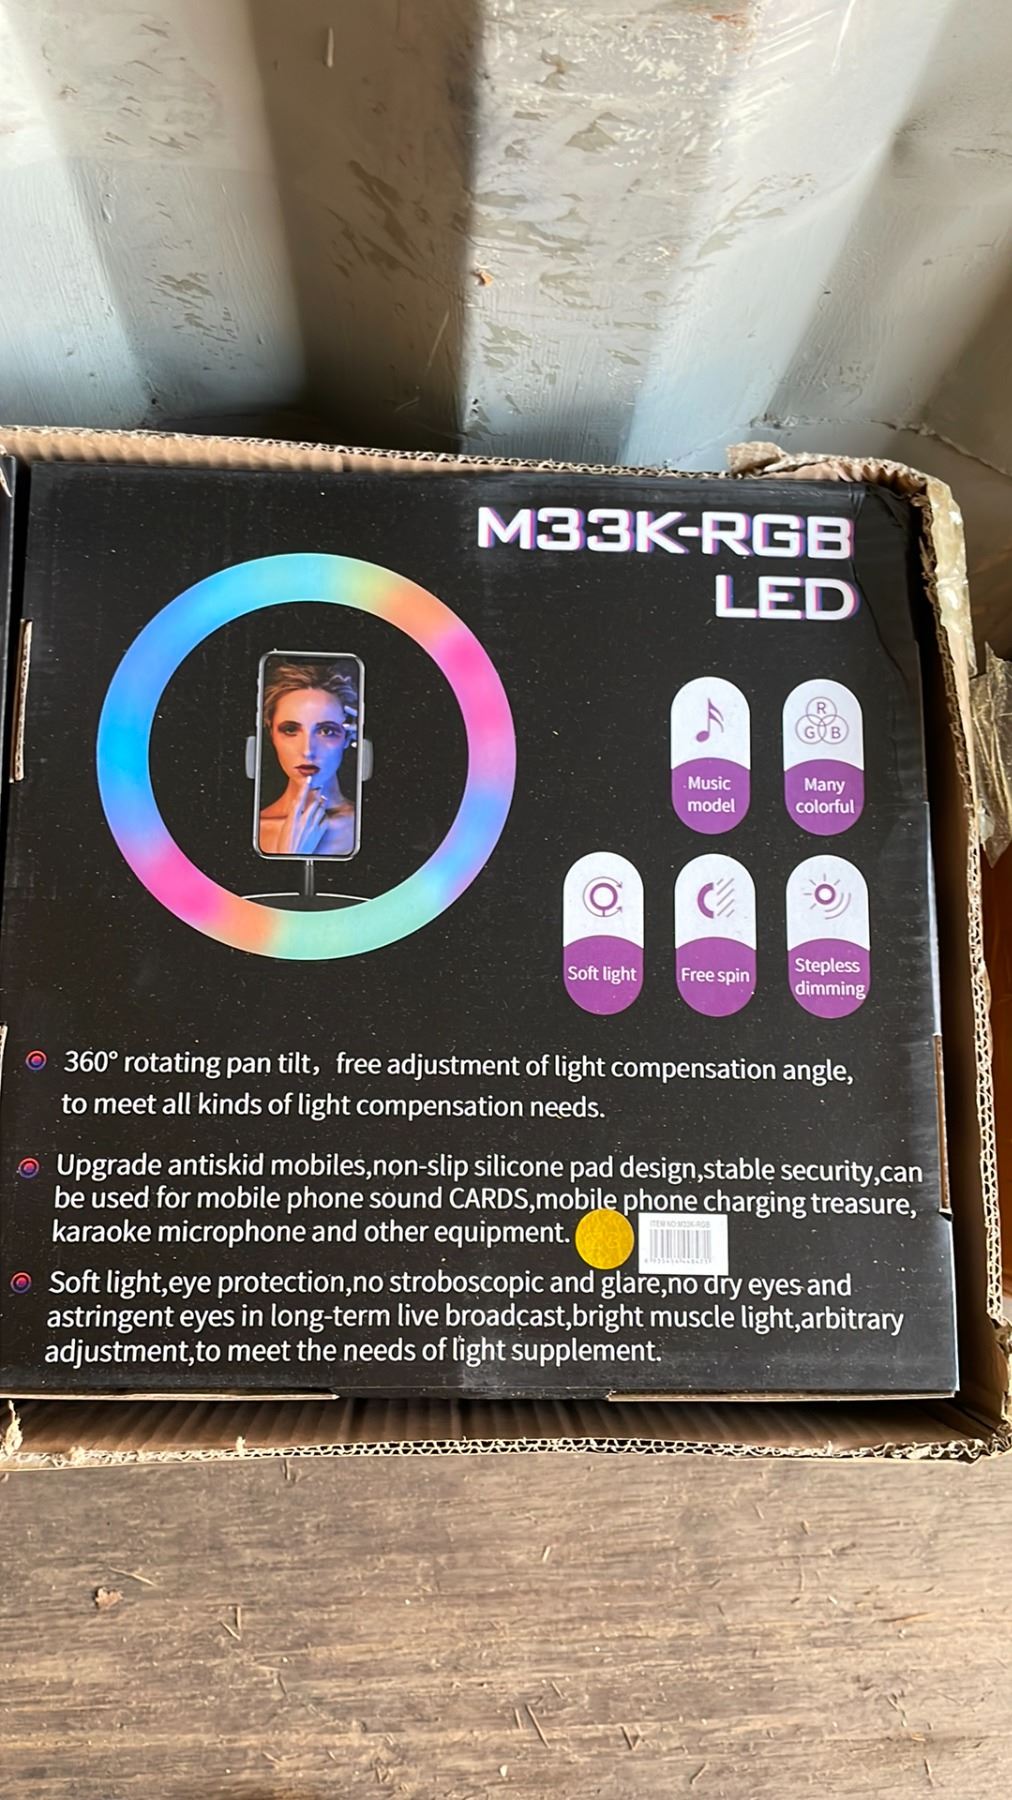 M33K-RGB
LED
Music
model
Many
colorful
R
G B
Soft light
Free spin
Stepless
dimming
360° rotating pan tilt，free adjustment of light compensation angle,
to meet all kinds of light compensation needs.
Upgrade antiskid mobiles,non-slip silicone pad design,stable security,can
be used for mobile phone sound CARDS,mobile phone charging treasure,
karaoke microphone and other equipment.
ITEM NO:M33K-RGB
Soft light,eye protection,no stroboscopic and glare,no dry eyes and
astringent eyes in long-term live broadcast,bright muscle light,arbitrary
adjustment,to meet the needs of light supplement.